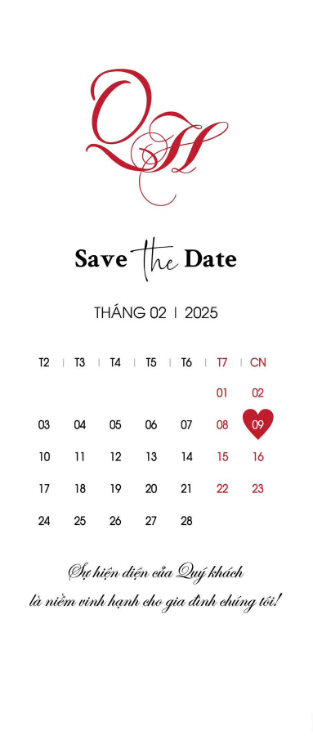 QH
Save the Date
THÁNG 02 | 2025
T2 | T3 | T4 | T5 | T6 | T7 | CN
01 02
03 04 05 06 07 08 09
10 11 12 13 14 15 16
17 18 19 20 21 22 23
24 25 26 27 28
Sự hiện diện của Quý khách
là niềm vinh hạnh cho gia đình chúng tôi!